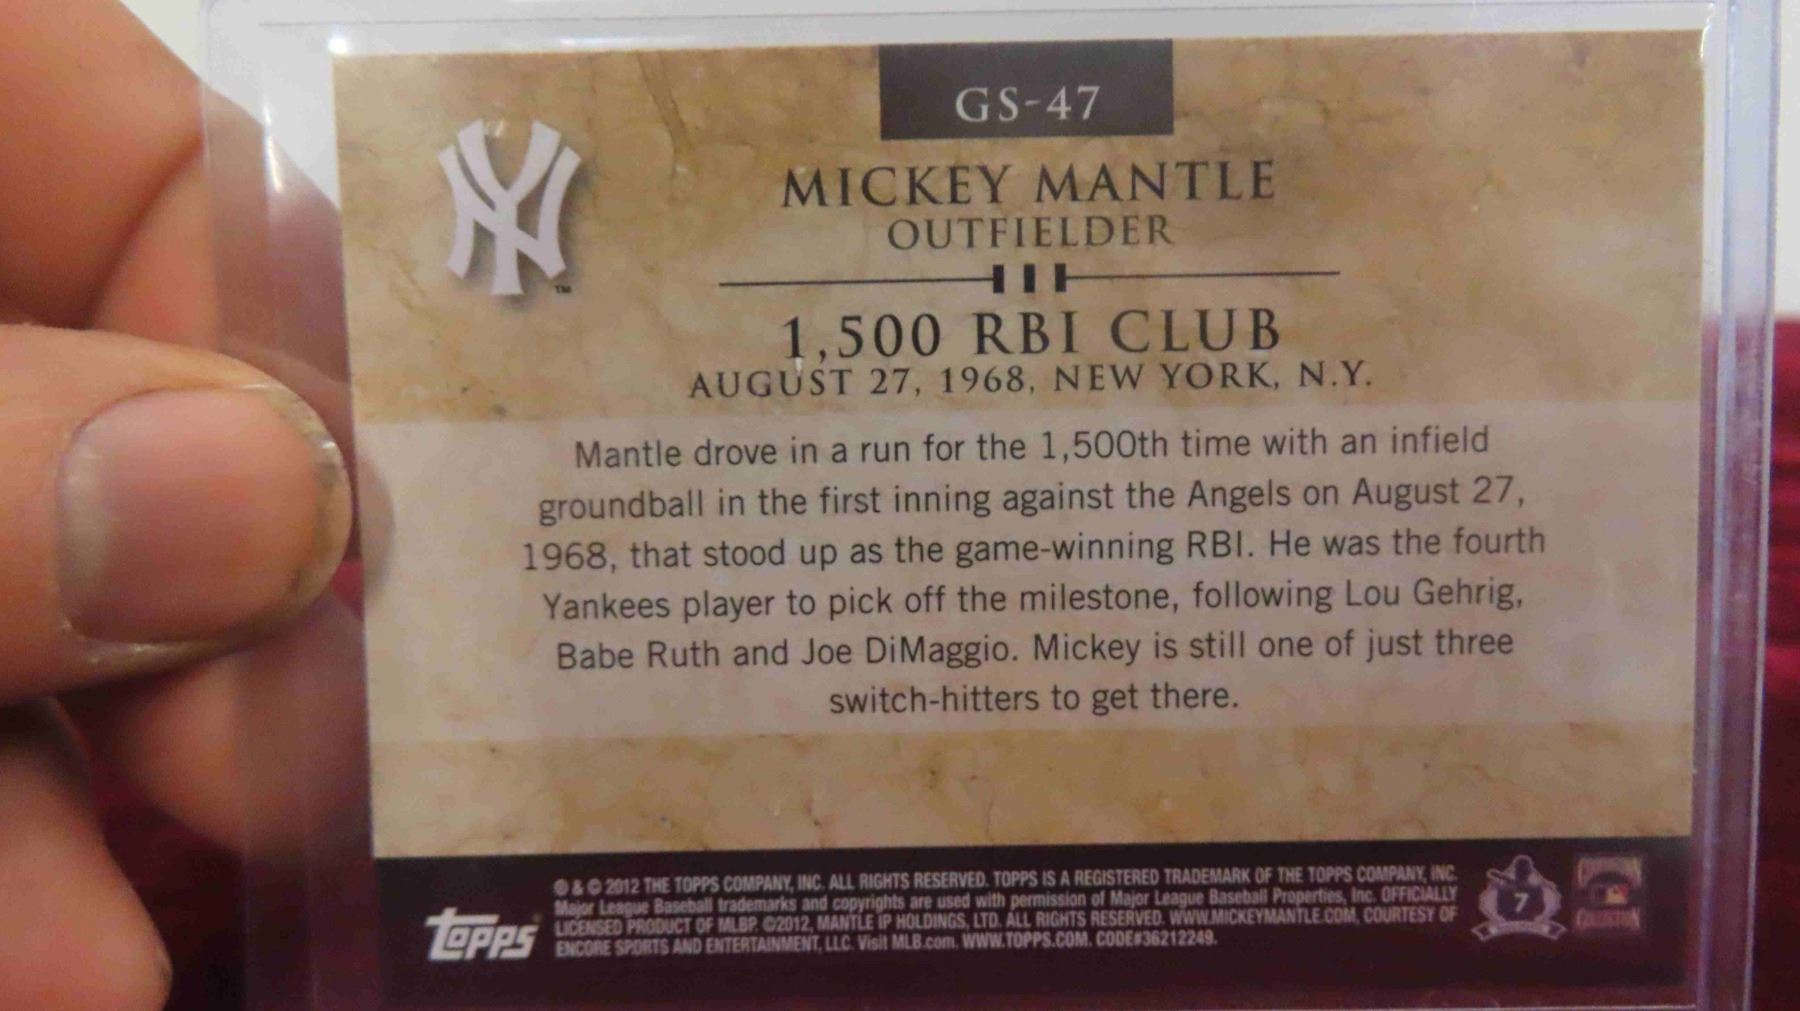 GS-47
NY
TM
MICKEY MANTLE
OUTFIELDER
1,500 RBI CLUB
AUGUST 27, 1968, NEW YORK, N.Y.
Mantle drove in a run for the 1,500th time with an infield
groundball in the first inning against the Angels on August 27,
1968, that stood up as the game-winning RBI. He was the fourth
Yankees player to pick off the milestone, following Lou Gehrig,
Babe Ruth and Joe DiMaggio. Mickey is still one of just three
switch-hitters to get there.
® & © 2012 THE TOPPS COMPANY, INC. ALL RIGHTS RESERVED. TOPPS IS A REGISTERED TRADEMARK OF THE TOPPS COMPANY, INC.
Major League Baseball trademarks and copyrights are used with permission of Major League Baseball Properties, Inc. OFFICIALLY
LICENSED PRODUCT OF MLBP. ©2012, MANTLE IP HOLDINGS, LTD. ALL RIGHTS RESERVED. WWW.MICKEYMANTLE.COM, COURTESY OF
ENCORE SPORTS AND ENTERTAINMENT, LLC. Visit MLB.com. WWW.TOPPS.COM. CODE#36212249.
Topps
7
COLLECTION